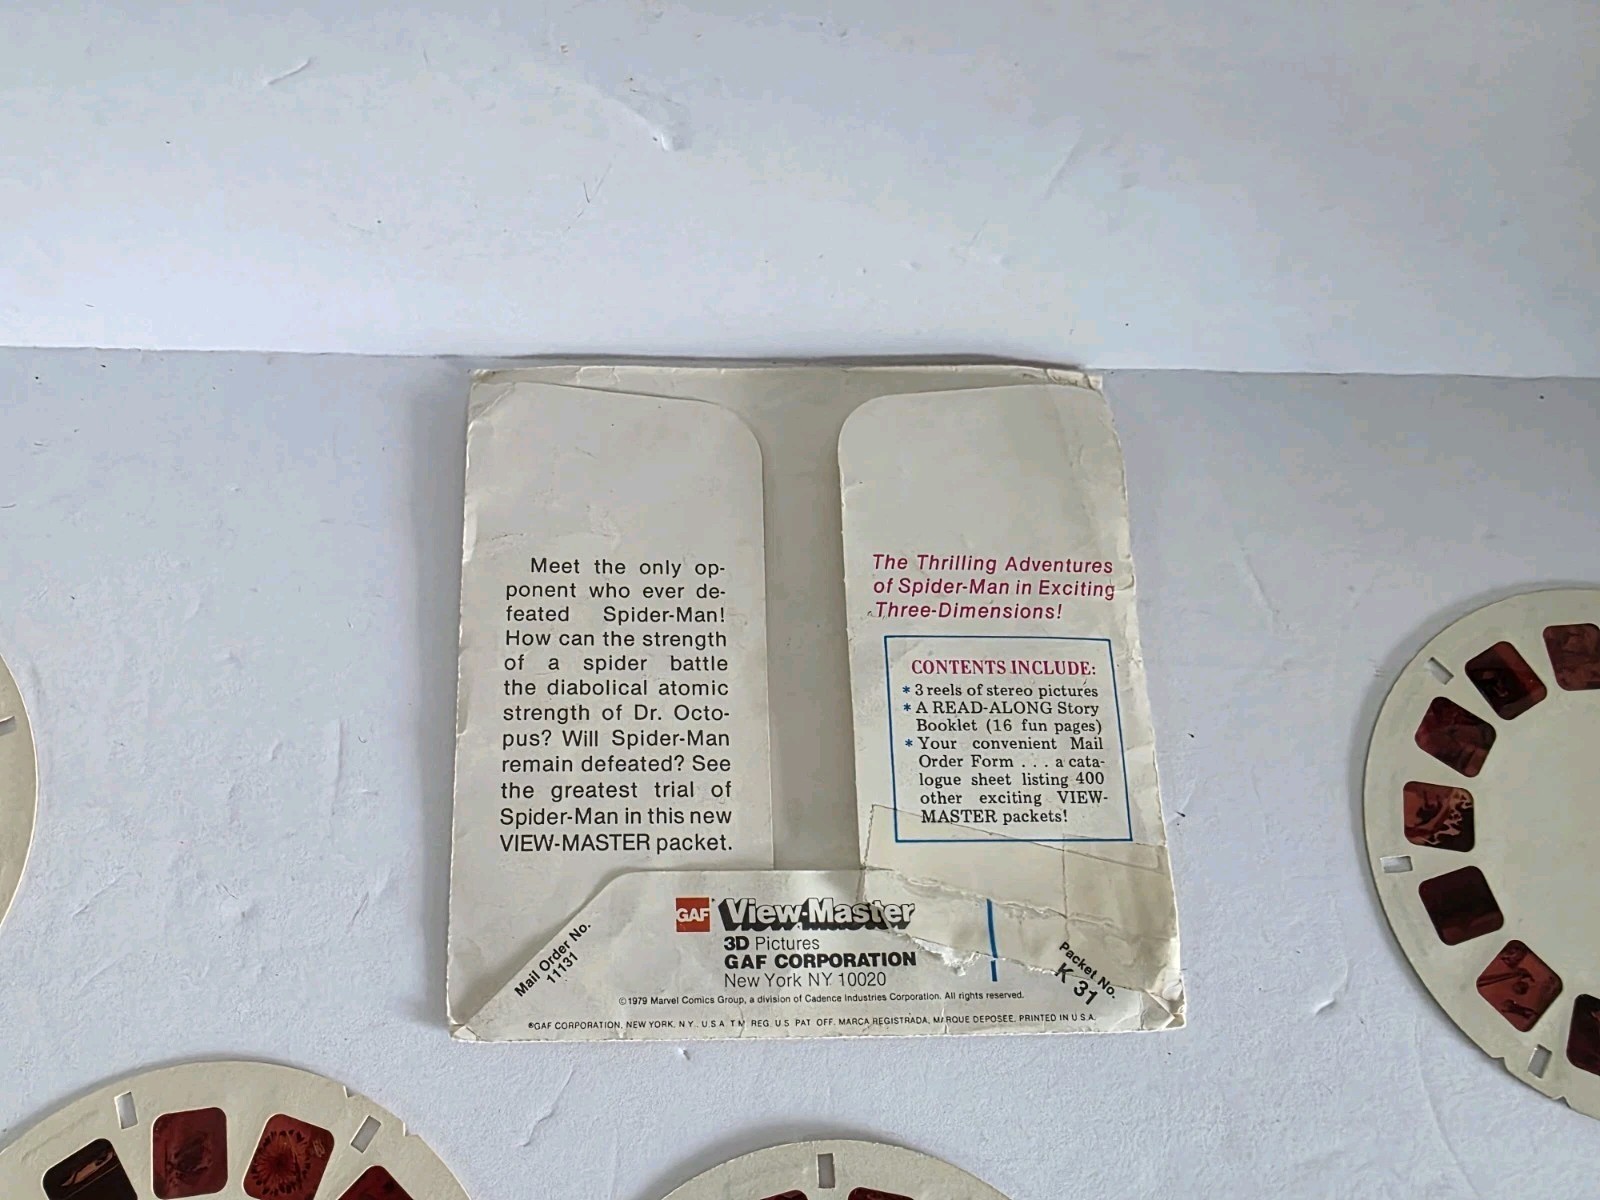 Meet the only op-
ponent who ever de-
feated Spider-Man!
How can the strength
of a spider battle
the diabolical atomic
strength of Dr. Octo-
pus? Will Spider-Man
remain defeated? See
the greatest trial of
Spider-Man in this new
VIEW-MASTER packet.
The Thrilling Adventures
of Spider-Man in Exciting
Three-Dimensions!
CONTENTS INCLUDE:
* 3 reels of stereo pictures
* A READ-ALONG Story
Booklet (16 fun pages)
* Your convenient Mail
Order Form . . . a cata-
logue sheet listing 400
other exciting VIEW-
MASTER packets!
Mail Order No.
11131
GAF View-Master
3D Pictures
GAF CORPORATION
New York NY 10020
Packet No.
K 31
©1979 Marvel Comics Group, a division of Cadence Industries Corporation. All rights reserved.
®GAF CORPORATION, NEW YORK, N.Y., U.S.A. T.M. REG. U.S. PAT. OFF. MARCA REGISTRADA, MARQUE DEPOSEE. PRINTED IN U.S.A.